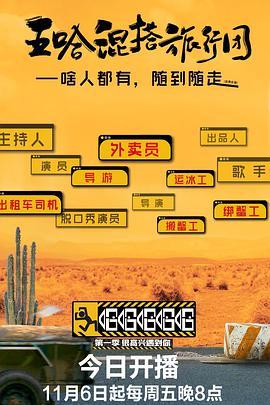 五哈混搭旅行团
—啥人都有，随到随走
主持人
出品人
外卖员
演员
导游
运冰工
歌手
出租车司机
导演
绑蟹工
脱口秀演员
搬蟹工
第一季 很高兴遇到你
今日开播
11月6日起每周五晚8点